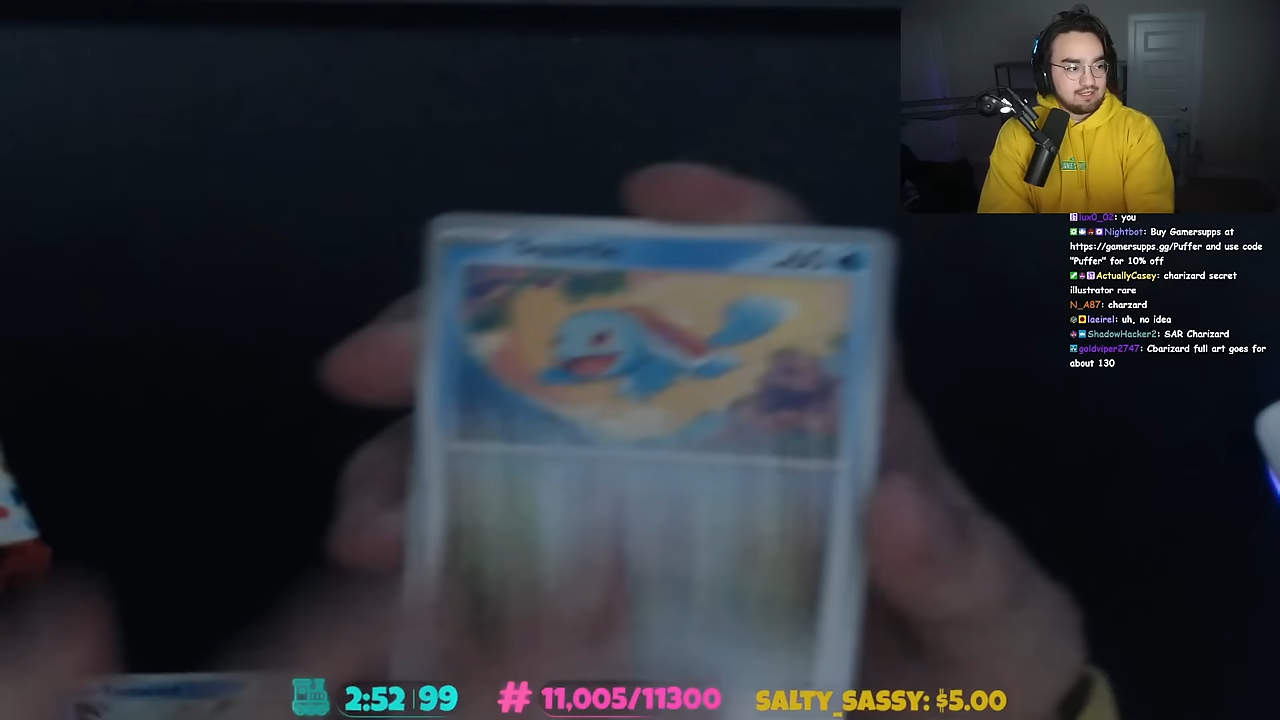 lux0_02: you
Nightbot: Buy Gamersupps at
https://gamersupps.gg/Puffer and use code
"Puffer" for 10% off
ActuallyCasey: charizard secret
illustrator rare
N_A87: charzard
iaeirel: uh, no idea
ShadowHacker2: SAR Charizard
goldviper2747: Cbarizard full art goes for
about 130
2:52 | 99
# 11,005/11300
SALTY_SASSY: $5.00